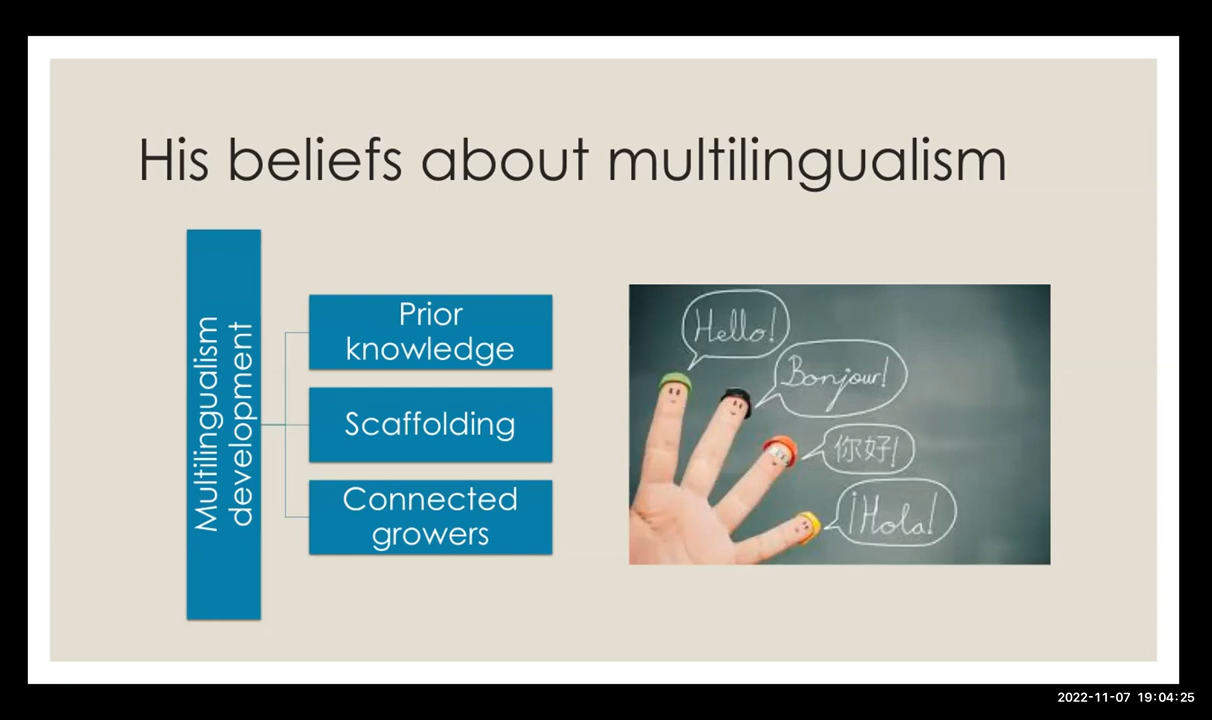 His beliefs about multilingualism
Multilingualism
development
Prior
knowledge
Scaffolding
Connected
growers
Hello!
Bonjour!
你好!
¡Hola!
2022-11-07 19:04:25